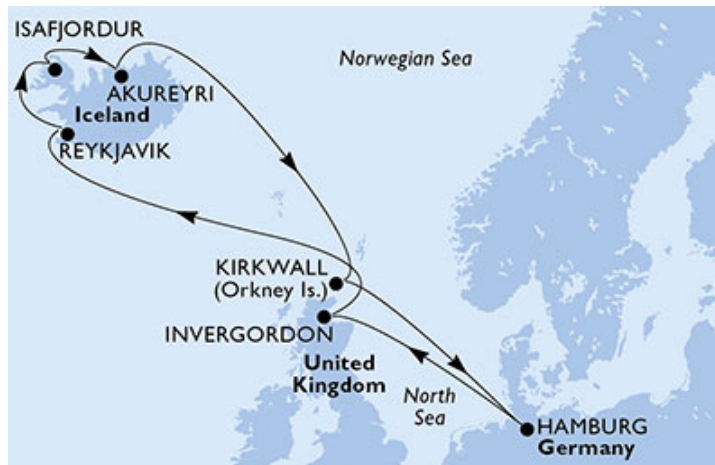 ISAFJORDUR
Norwegian Sea
AKUREYRI
Iceland
REYKJAVIK
KIRKWALL
(Orkney Is.)
INVERGORDON
United
Kingdom
North
Sea
HAMBURG
Germany